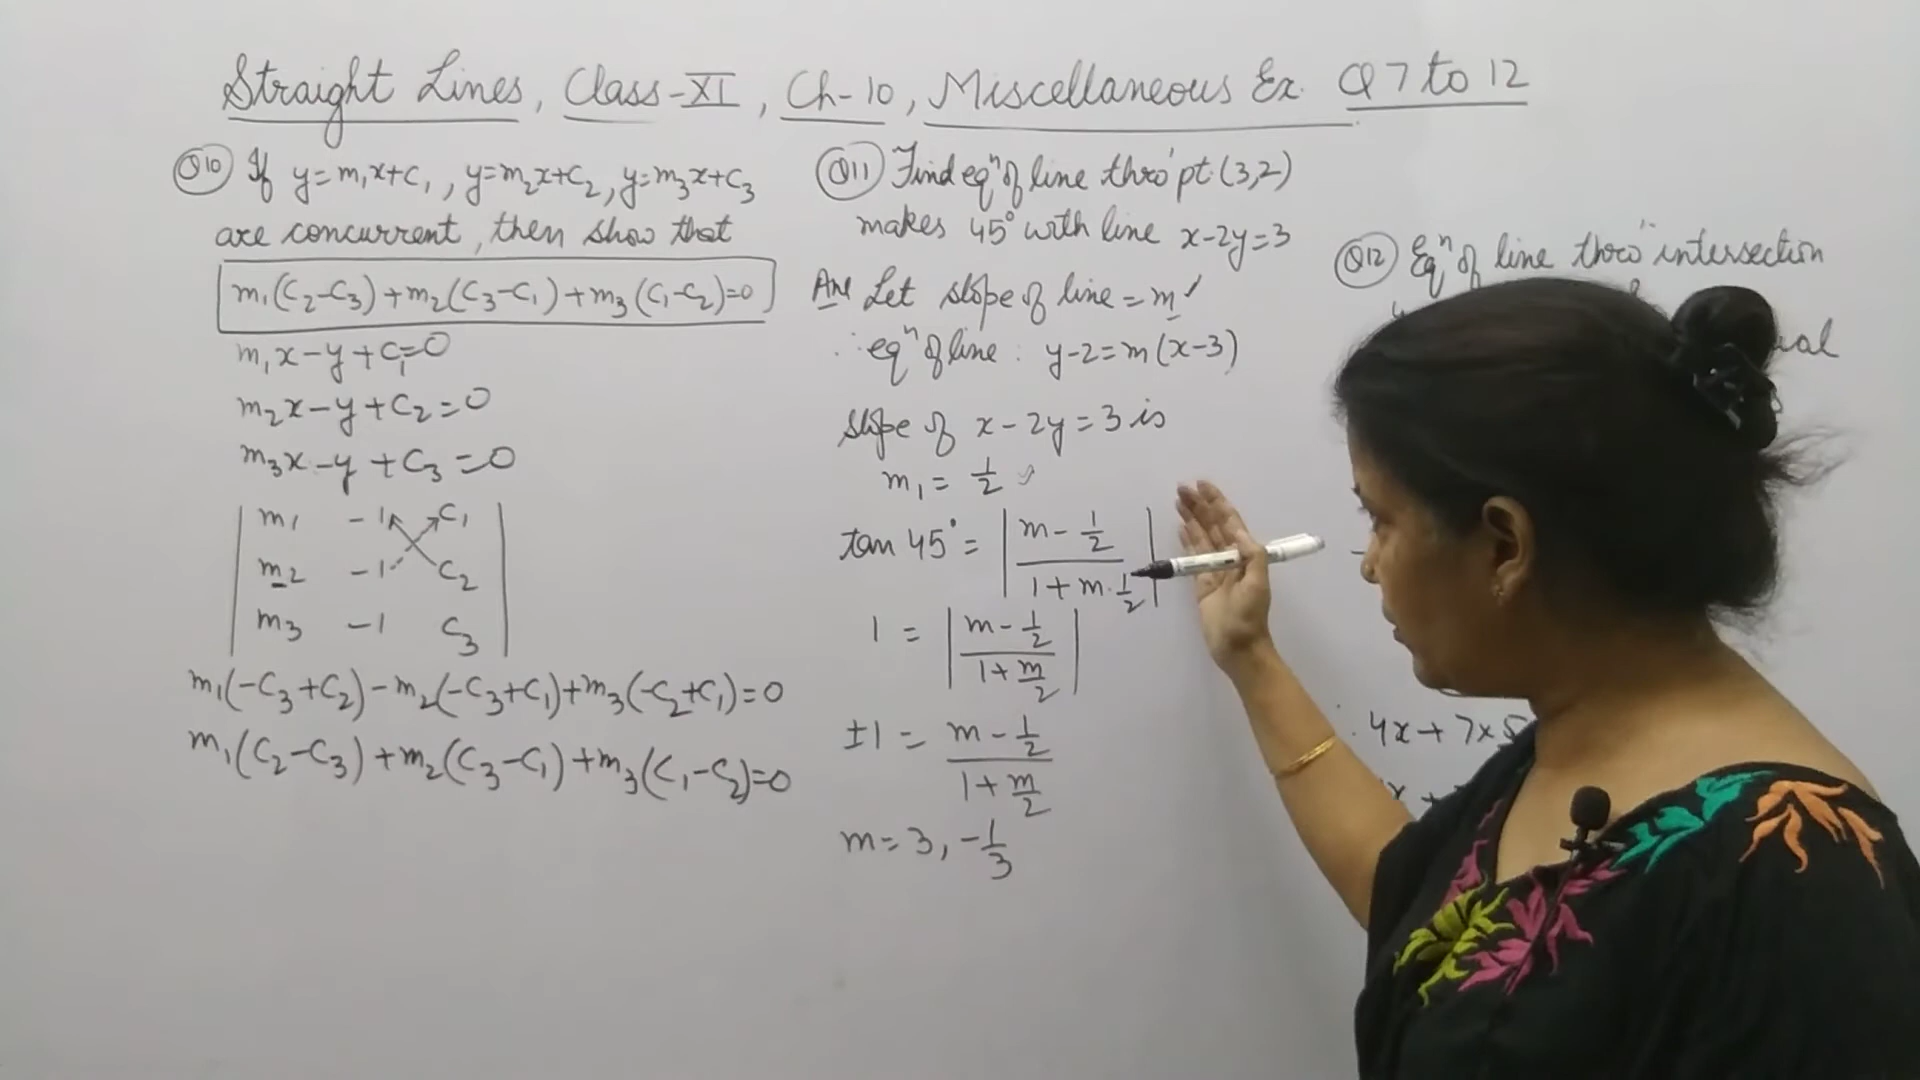 Straight Lines, Class-XI, Ch-10, Miscellaneous Ex. Q 7 to 12
Q10 If y=m₁x+c₁, y=m₂x+c₂, y=m₃x+c₃
are concurrent, then show that
m₁(c₂-c₃)+m₂(c₃-c₁)+m₃(c₁-c₂)=0
m₁x-y+c₁=0
m₂x-y+c₂=0
m₃x-y+c₃=0
m₁ -1 c₁
m₂ -1 c₂
m₃ -1 c₃
m₁(-c₃+c₂)-m₂(-c₃+c₁)+m₃(-c₂+c₁)=0
m₁(c₂-c₃)+m₂(c₃-c₁)+m₃(c₁-c₂)=0
Q11 Find eqⁿ of line thro' pt. (3,2)
makes 45° with line x-2y=3
Ans Let slope of line = m
∴ eqⁿ of line : y-2=m(x-3)
slope of x-2y=3 is
m₁ = 1/2
tan 45° = |(m - 1/2)/(1+m·1/2)|
1 = |(m - 1/2)/(1+m/2)|
±1 = (m - 1/2)/(1+m/2)
m = 3, -1/3
Q12 Eqⁿ of line thro' intersection
4x+7x5